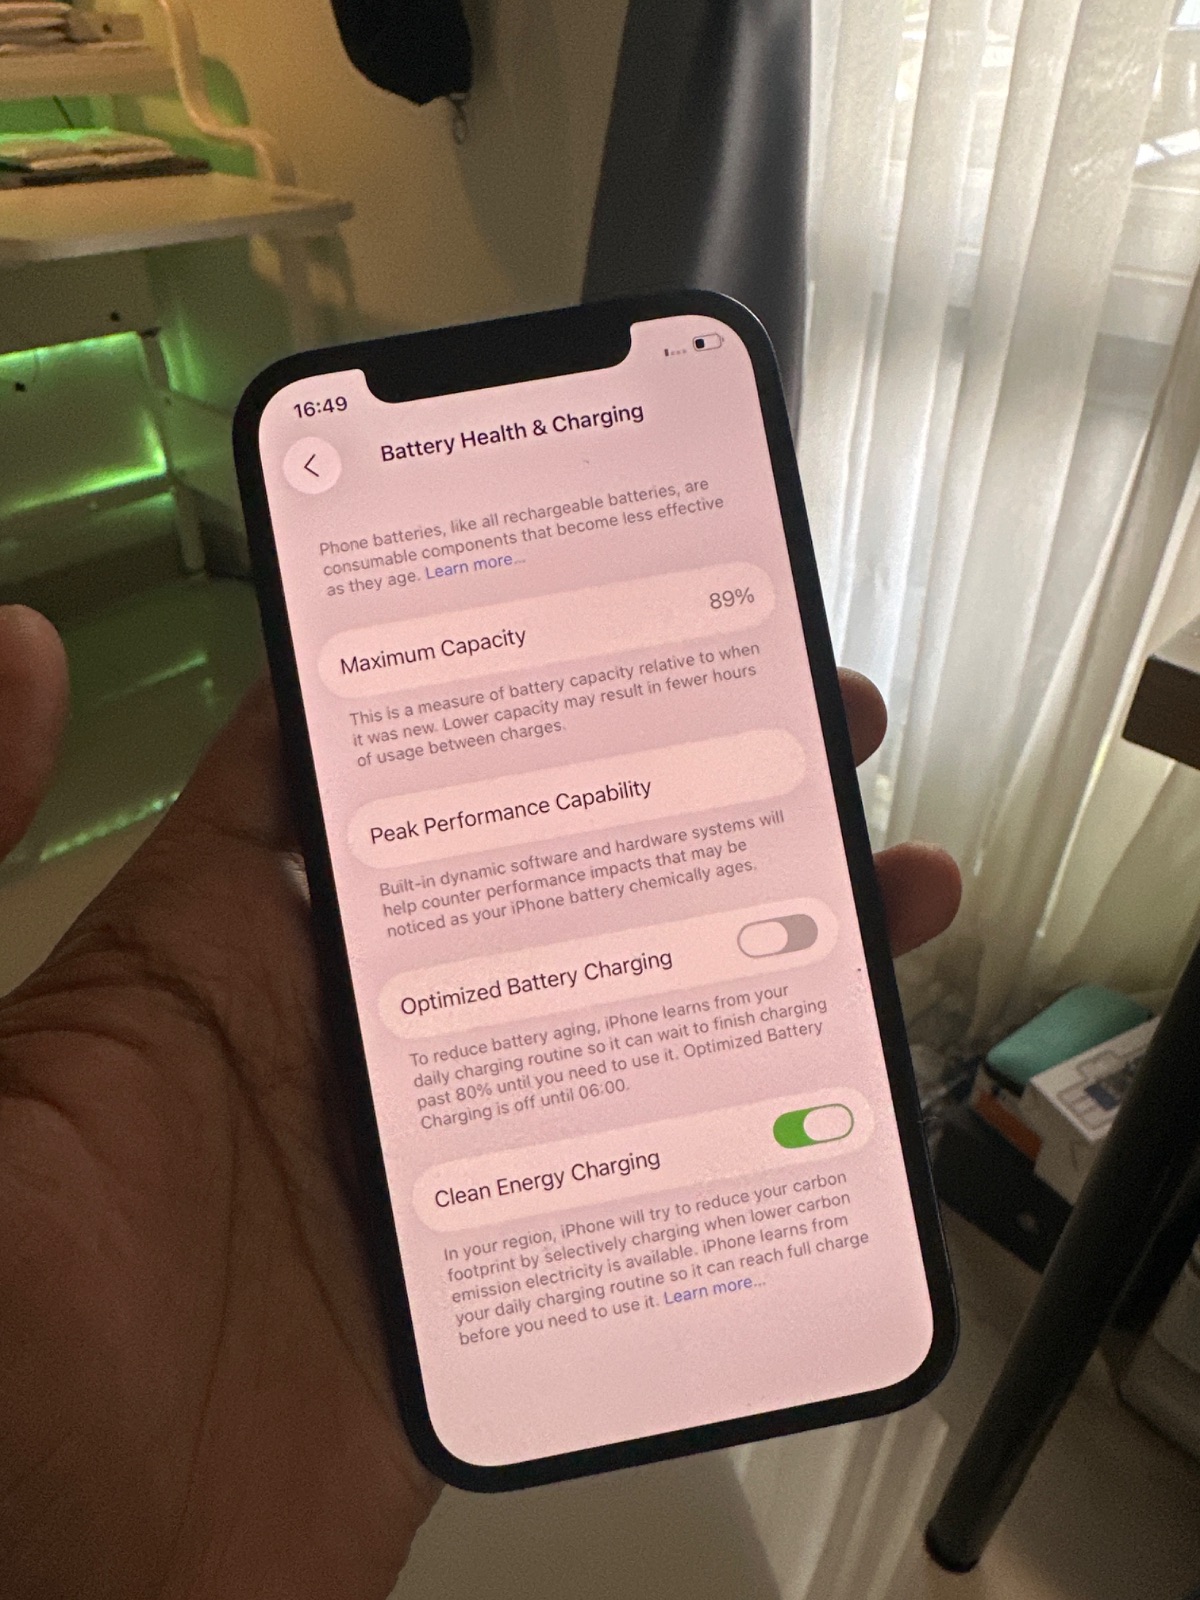 16:49
Battery Health & Charging
Phone batteries, like all rechargeable batteries, are
consumable components that become less effective
as they age. Learn more...
Maximum Capacity 89%
This is a measure of battery capacity relative to when
it was new. Lower capacity may result in fewer hours
of usage between charges.
Peak Performance Capability
Built-in dynamic software and hardware systems will
help counter performance impacts that may be
noticed as your iPhone battery chemically ages.
Optimized Battery Charging
To reduce battery aging, iPhone learns from your
daily charging routine so it can wait to finish charging
past 80% until you need to use it. Optimized Battery
Charging is off until 06:00.
Clean Energy Charging
In your region, iPhone will try to reduce your carbon
footprint by selectively charging when lower carbon
emission electricity is available. iPhone learns from
your daily charging routine so it can reach full charge
before you need to use it. Learn more...